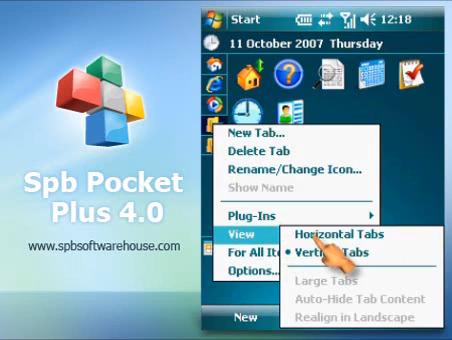 Start
12:18
11 October 2007 Thursday
New Tab...
Delete Tab
Rename/Change Icon...
Show Name
Plug-Ins
View
For All
Options...
Horizontal Tabs
Tabs
Large Tabs
Auto-Hide Tab Content
Realign in Landscape
New
Spb Pocket
Plus 4.0
www.spbsoftwarehouse.com